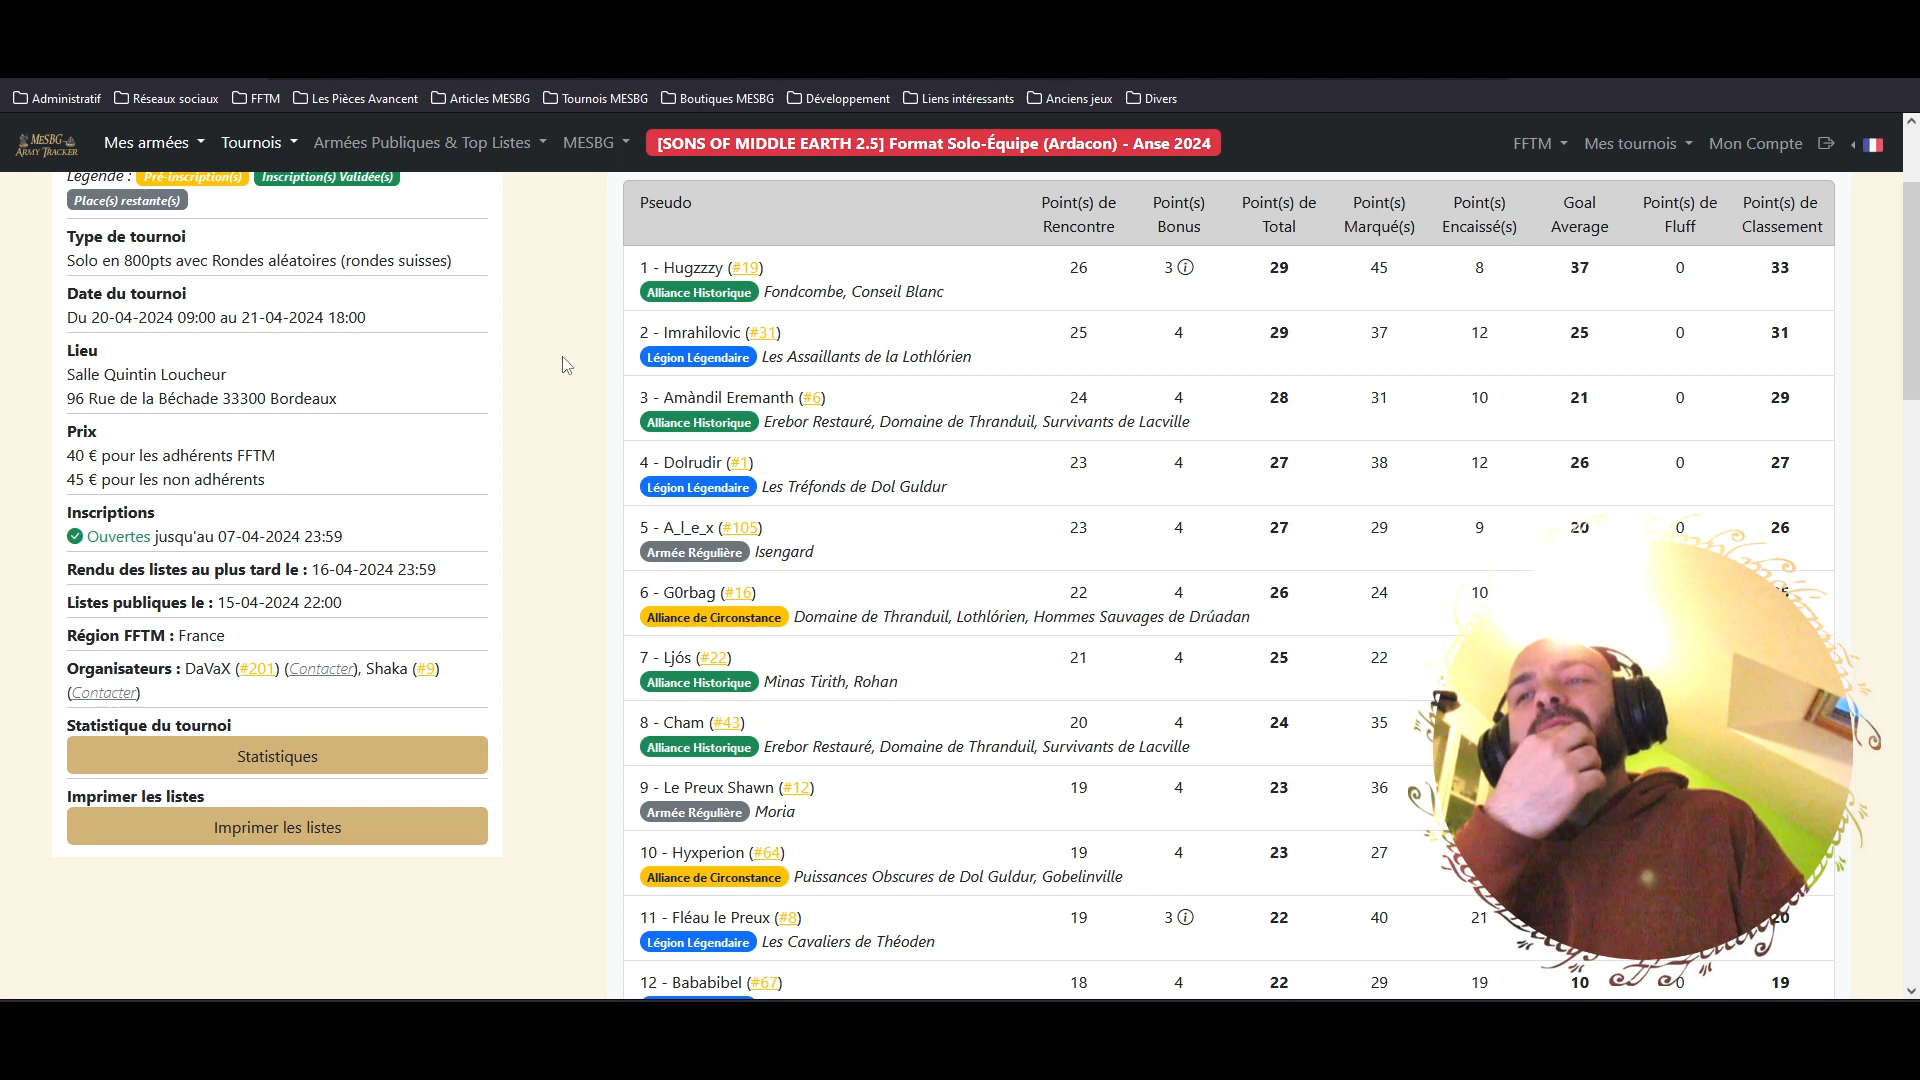 Administratif Réseaux sociaux FFTM Les Pièces Avancent Articles MESBG Tournois MESBG Boutiques MESBG Développement Liens intéressants Anciens jeux Divers
MESBG ARMY TRACKER Mes armées Tournois Armées Publiques & Top Listes MESBG [SONS OF MIDDLE EARTH 2.5] Format Solo-Équipe (Ardacon) - Anse 2024 FFTM Mes tournois Mon Compte
Légende : Pré-inscription(s) Inscription(s) Validée(s)
Place(s) restante(s)
Type de tournoi
Solo en 800pts avec Rondes aléatoires (rondes suisses)
Date du tournoi
Du 20-04-2024 09:00 au 21-04-2024 18:00
Lieu
Salle Quintin Loucheur
96 Rue de la Béchade 33300 Bordeaux
Prix
40 € pour les adhérents FFTM
45 € pour les non adhérents
Inscriptions
Ouvertes jusqu'au 07-04-2024 23:59
Rendu des listes au plus tard le : 16-04-2024 23:59
Listes publiques le : 15-04-2024 22:00
Région FFTM : France
Organisateurs : DaVaX (#201) (Contacter), Shaka (#9)
(Contacter)
Statistique du tournoi
Statistiques
Imprimer les listes
Imprimer les listes
Pseudo Point(s) de Rencontre Point(s) Bonus Point(s) de Total Point(s) Marqué(s) Point(s) Encaissé(s) Goal Average Point(s) de Fluff Point(s) de Classement
1 - Hugzzzy (#19) 26 3 29 45 8 37 0 33
Alliance Historique Fondcombe, Conseil Blanc
2 - Imrahilovic (#31) 25 4 29 37 12 25 0 31
Légion Légendaire Les Assaillants de la Lothlórien
3 - Amàndil Eremanth (#6) 24 4 28 31 10 21 0 29
Alliance Historique Erebor Restauré, Domaine de Thranduil, Survivants de Lacville
4 - Dolrudir (#1) 23 4 27 38 12 26 0 27
Légion Légendaire Les Tréfonds de Dol Guldur
5 - A_l_e_x (#105) 23 4 27 29 9 20 0 26
Armée Régulière Isengard
6 - G0rbag (#16) 22 4 26 24 10
Alliance de Circonstance Domaine de Thranduil, Lothlórien, Hommes Sauvages de Drúadan
7 - Ljós (#22) 21 4 25 22
Alliance Historique Minas Tirith, Rohan
8 - Cham (#43) 20 4 24 35
Alliance Historique Erebor Restauré, Domaine de Thranduil, Survivants de Lacville
9 - Le Preux Shawn (#12) 19 4 23 36
Armée Régulière Moria
10 - Hyxperion (#64) 19 4 23 27
Alliance de Circonstance Puissances Obscures de Dol Guldur, Gobelinville
11 - Fléau le Preux (#8) 19 3 22 40 21 20
Légion Légendaire Les Cavaliers de Théoden
12 - Bababibel (#67) 18 4 22 29 19 10 0 19